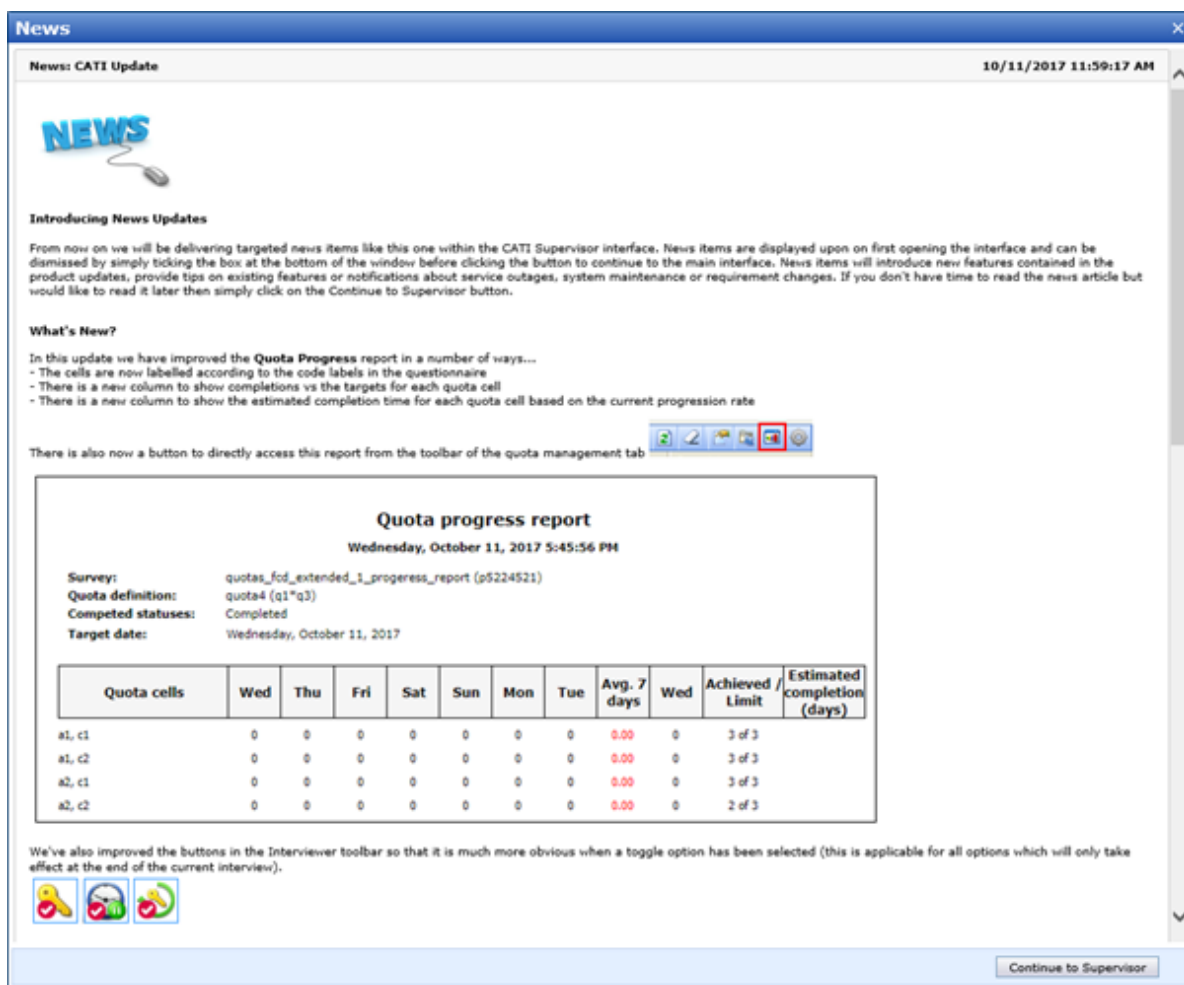 News
News: CATI Update 10/11/2017 11:59:17 AM
NEWS
Introducing News Updates
From now on we will be delivering targeted news items like this one within the CATI Supervisor interface. News items are displayed upon on first opening the interface and can be
dismissed by simply ticking the box at the bottom of the window before clicking the button to continue to the main interface. News items will introduce new features contained in the
product updates, provide tips on existing features or notifications about service outages, system maintenance or requirement changes. If you don't have time to read the news article but
would like to read it later then simply click on the Continue to Supervisor button.
What's New?
In this update we have improved the Quota Progress report in a number of ways...
- The cells are now labelled according to the code labels in the questionnaire
- There is a new column to show completions vs the targets for each quota cell
- There is a new column to show the estimated completion time for each quota cell based on the current progression rate
There is also now a button to directly access this report from the toolbar of the quota management tab
Quota progress report
Wednesday, October 11, 2017 5:45:56 PM
Survey: quotas_fcd_extended_1_progeress_report (p5224521)
Quota definition: quota4 (q1*q3)
Competed statuses: Completed
Target date: Wednesday, October 11, 2017
Quota cells Wed Thu Fri Sat Sun Mon Tue Avg. 7 days Wed Achieved / Limit Estimated completion (days)
a1, c1 0 0 0 0 0 0 0 0.00 0 3 of 3
a1, c2 0 0 0 0 0 0 0 0.00 0 3 of 3
a2, c1 0 0 0 0 0 0 0 0.00 0 3 of 3
a2, c2 0 0 0 0 0 0 0 0.00 0 2 of 3
We've also improved the buttons in the Interviewer toolbar so that it is much more obvious when a toggle option has been selected (this is applicable for all options which will only take
effect at the end of the current interview).
Continue to Supervisor